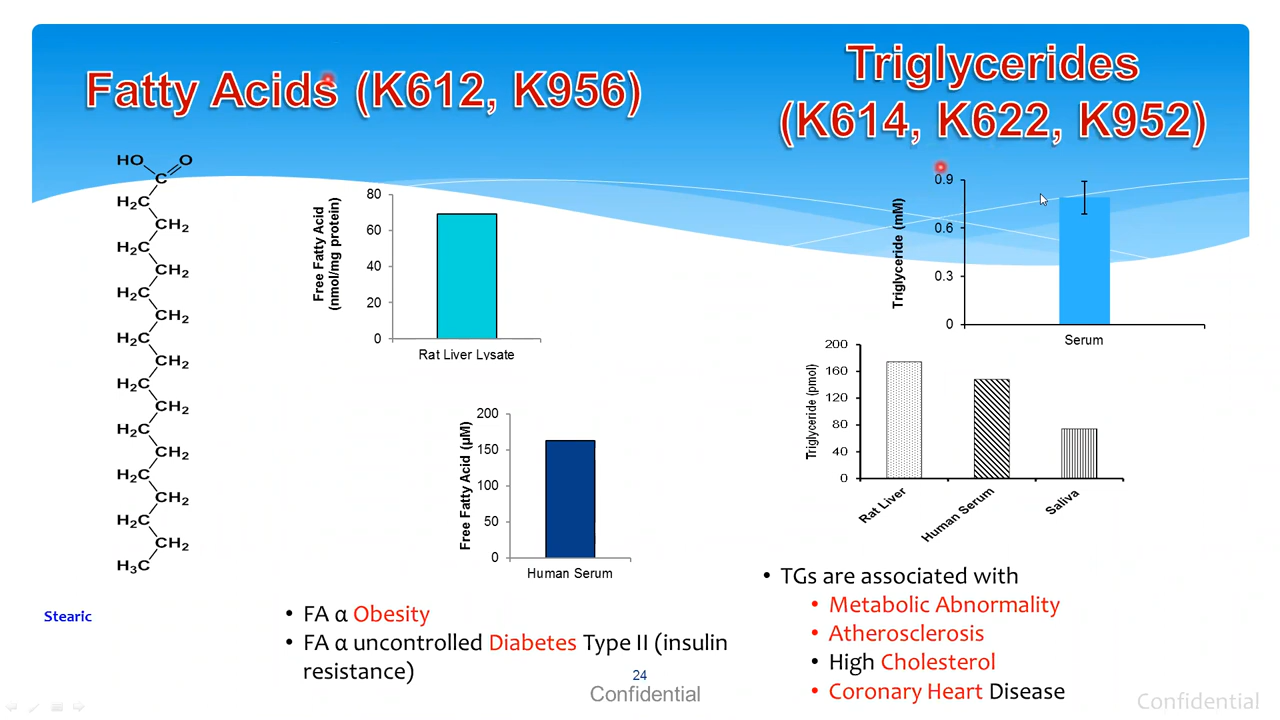 Fatty Acids (K612, K956)
Triglycerides
(K614, K622, K952)
HO
O
C
H₂C
CH₂
H₂C
CH₂
H₂C
CH₂
H₂C
CH₂
H₂C
CH₂
H₂C
CH₂
H₂C
CH₂
H₂C
CH₂
H₃C
Stearic
Free Fatty Acid
(nmol/mg protein)
80
60
40
20
0
Rat Liver Lysate
Free Fatty Acid (µM)
200
150
100
50
0
Human Serum
FA α Obesity
FA α uncontrolled Diabetes Type II (insulin
resistance)
Triglyceride (mM)
0.9
0.6
0.3
0
Serum
Triglyceride (pmol)
200
160
120
80
40
0
Rat Liver
Human Serum
Saliva
• TGs are associated with
• Metabolic Abnormality
• Atherosclerosis
• High Cholesterol
• Coronary Heart Disease
24
Confidential
Confidential